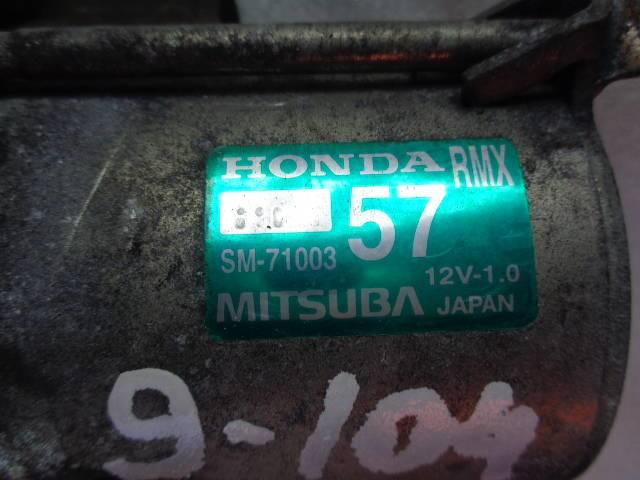 HONDA RMX
57
SM-71003
12V-1.0
MITSUBA JAPAN
9-104